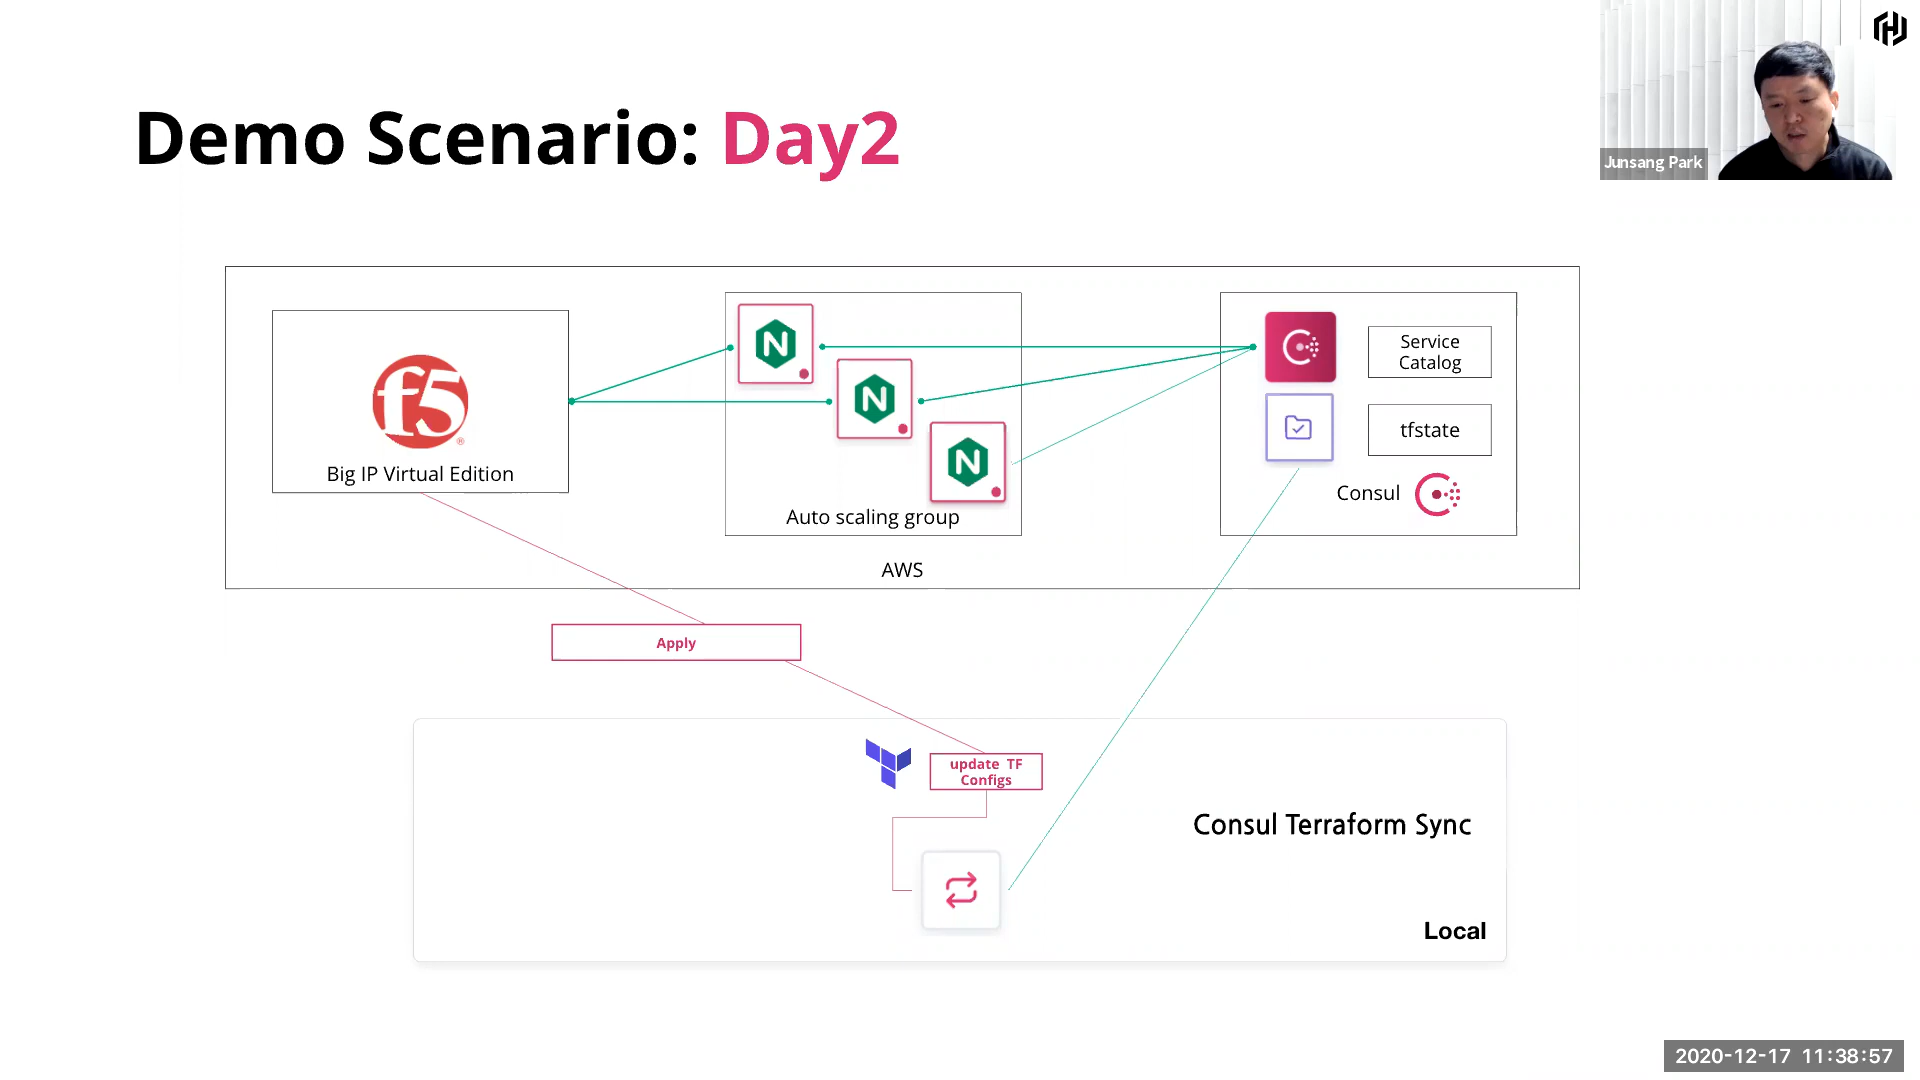 Demo Scenario: Day2
Junsang Park
f5
Big IP Virtual Edition
N
N
N
Auto scaling group
Service
Catalog
tfstate
Consul
AWS
Apply
update TF
Configs
Consul Terraform Sync
Local
2020-12-17 11:38:57